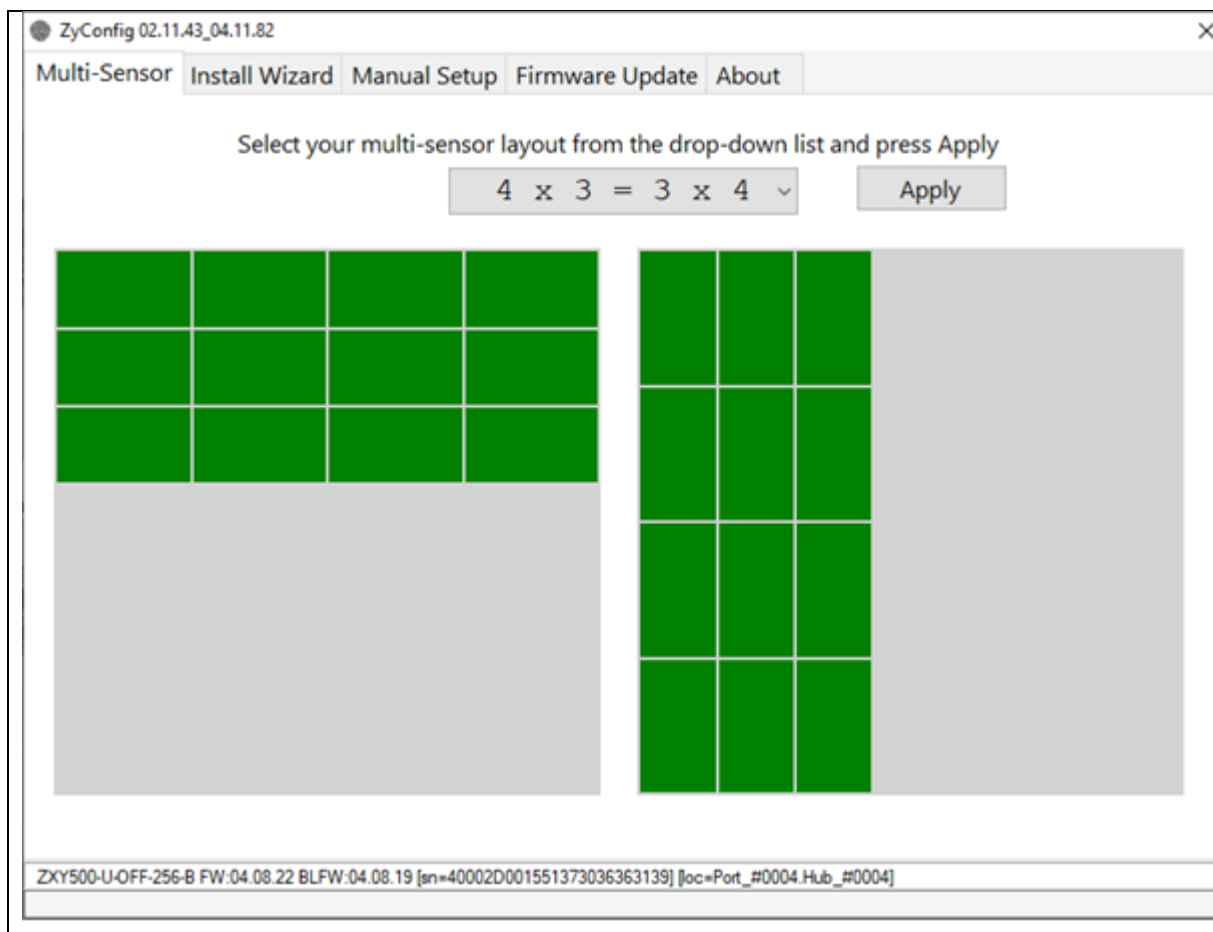 ZyConfig 02.11.43_04.11.82
Multi-Sensor Install Wizard Manual Setup Firmware Update About
Select your multi-sensor layout from the drop-down list and press Apply
4 x 3 = 3 x 4 Apply
ZXY500-U-OFF-256-B FW:04.08.22 BLFW:04.08.19 [sn=40002D001551373036363139] [loc=Port_#0004.Hub_#0004]